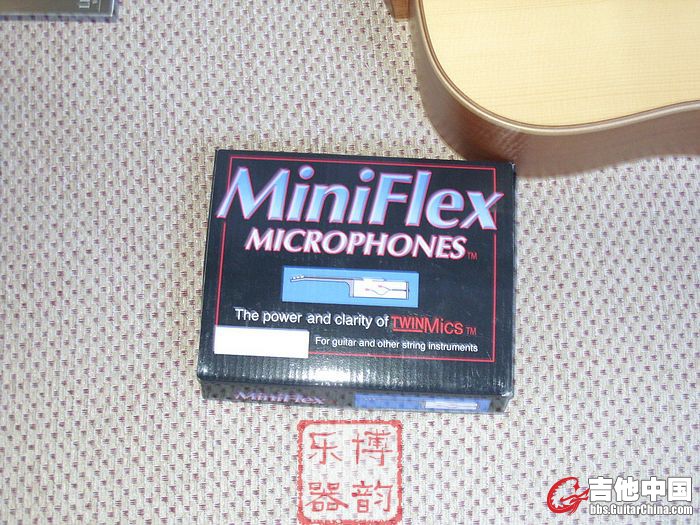 MiniFlex
MICROPHONES™
The power and clarity of TWINMics™
For guitar and other string instruments
MiniFlex
博韵
乐器
吉他中国
bbs.GuitarChina.com